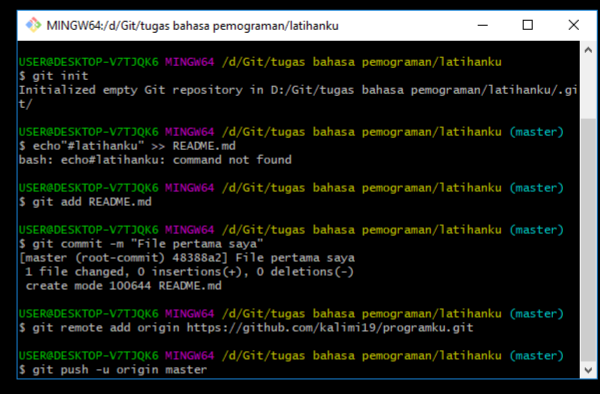 MINGW64:/d/Git/tugas bahasa pemograman/latihanku
USER@DESKTOP-V7TJQK6 MINGW64 /d/Git/tugas bahasa pemograman/latihanku
$ git init
Initialized empty Git repository in D:/Git/tugas bahasa pemograman/latihanku/.gi
t/
USER@DESKTOP-V7TJQK6 MINGW64 /d/Git/tugas bahasa pemograman/latihanku (master)
$ echo"#latihanku" >> README.md
bash: echo#latihanku: command not found
USER@DESKTOP-V7TJQK6 MINGW64 /d/Git/tugas bahasa pemograman/latihanku (master)
$ git add README.md
USER@DESKTOP-V7TJQK6 MINGW64 /d/Git/tugas bahasa pemograman/latihanku (master)
$ git commit -m "File pertama saya"
[master (root-commit) 48388a2] File pertama saya
 1 file changed, 0 insertions(+), 0 deletions(-)
 create mode 100644 README.md
USER@DESKTOP-V7TJQK6 MINGW64 /d/Git/tugas bahasa pemograman/latihanku (master)
$ git remote add origin https://github.com/kalimi19/programku.git
USER@DESKTOP-V7TJQK6 MINGW64 /d/Git/tugas bahasa pemograman/latihanku (master)
$ git push -u origin master